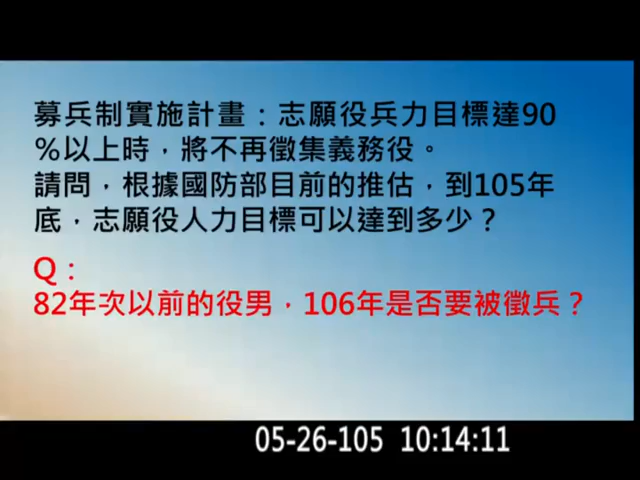 募兵制實施計畫：志願役兵力目標達90
%以上時，將不再徵集義務役。
請問，根據國防部目前的推估，到105年
底，志願役人力目標可以達到多少？
Q：
82年次以前的役男，106年是否要被徵兵？
05-26-105 10:14:11